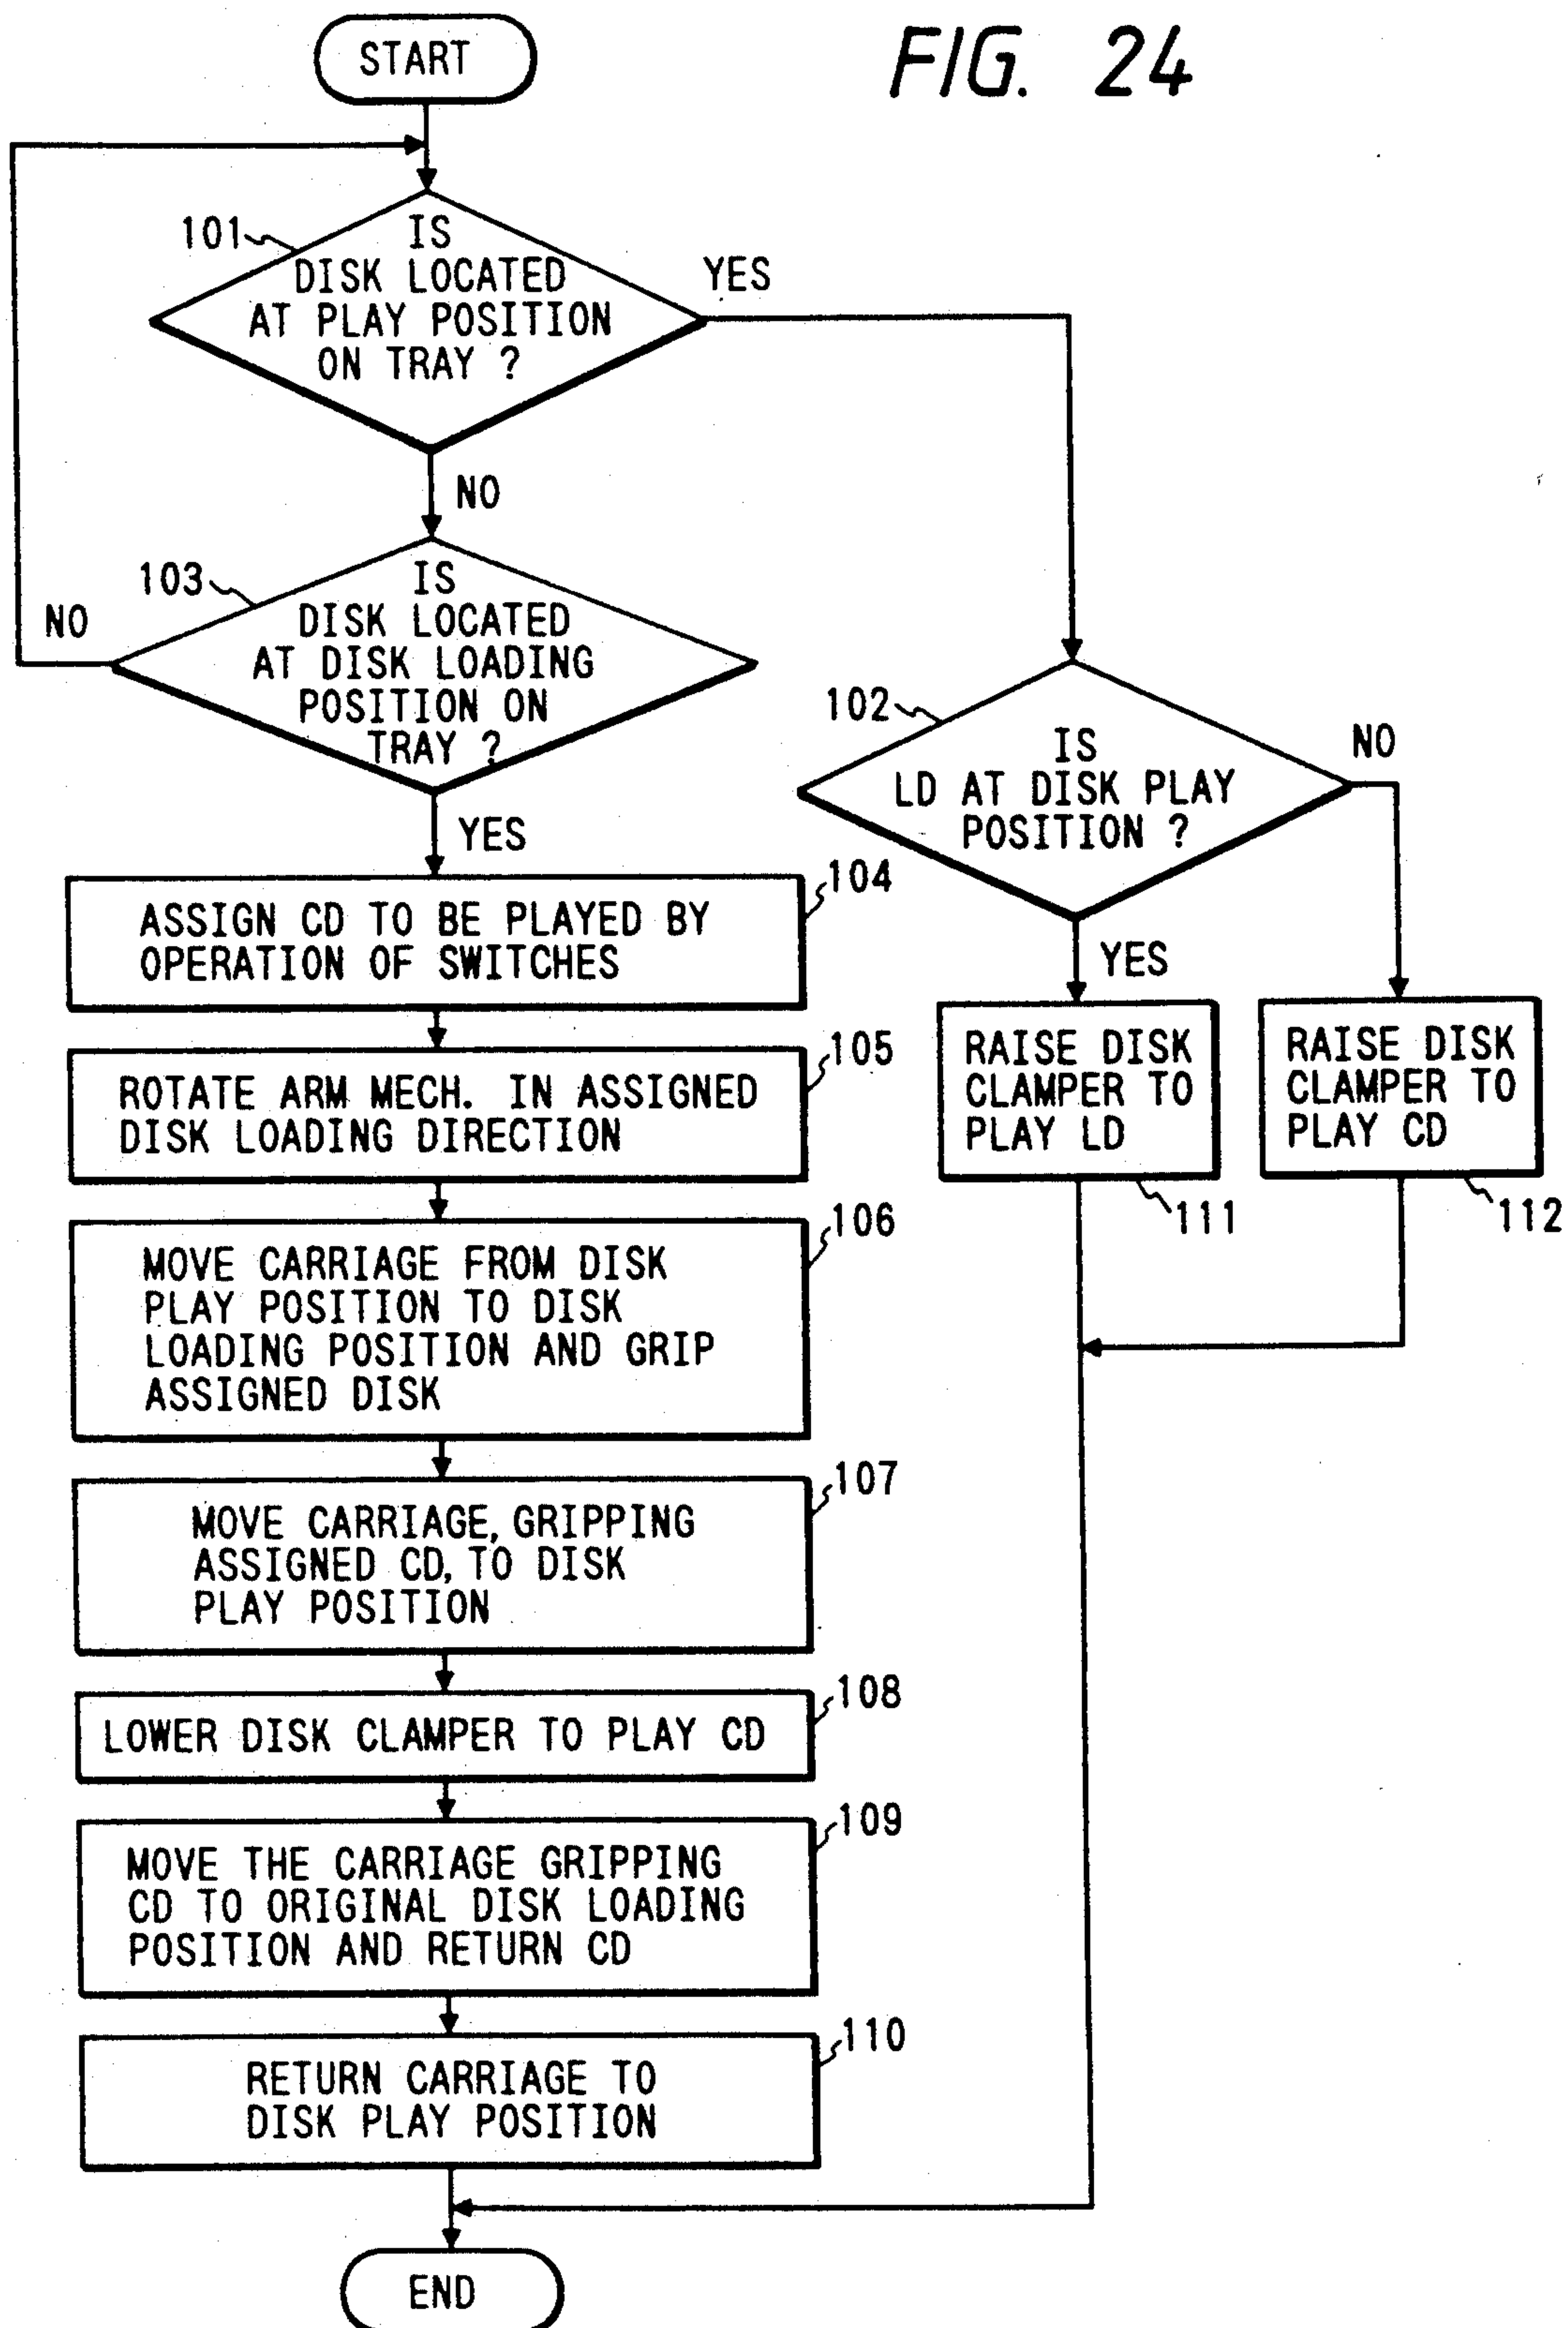 START
FIG. 24
101
IS
DISK LOCATED
AT PLAY POSITION
ON TRAY ?
YES
NO
103
IS
DISK LOCATED
AT DISK LOADING
POSITION ON
TRAY ?
NO
YES
102
IS
LD AT DISK PLAY
POSITION ?
NO
YES
104
ASSIGN CD TO BE PLAYED BY
OPERATION OF SWITCHES
105
ROTATE ARM MECH. IN ASSIGNED
DISK LOADING DIRECTION
RAISE DISK
CLAMPER TO
PLAY LD
111
RAISE DISK
CLAMPER TO
PLAY CD
112
106
MOVE CARRIAGE FROM DISK
PLAY POSITION TO DISK
LOADING POSITION AND GRIP
ASSIGNED DISK
107
MOVE CARRIAGE, GRIPPING
ASSIGNED CD, TO DISK
PLAY POSITION
108
LOWER DISK CLAMPER TO PLAY CD
109
MOVE THE CARRIAGE GRIPPING
CD TO ORIGINAL DISK LOADING
POSITION AND RETURN CD
110
RETURN CARRIAGE TO
DISK PLAY POSITION
END